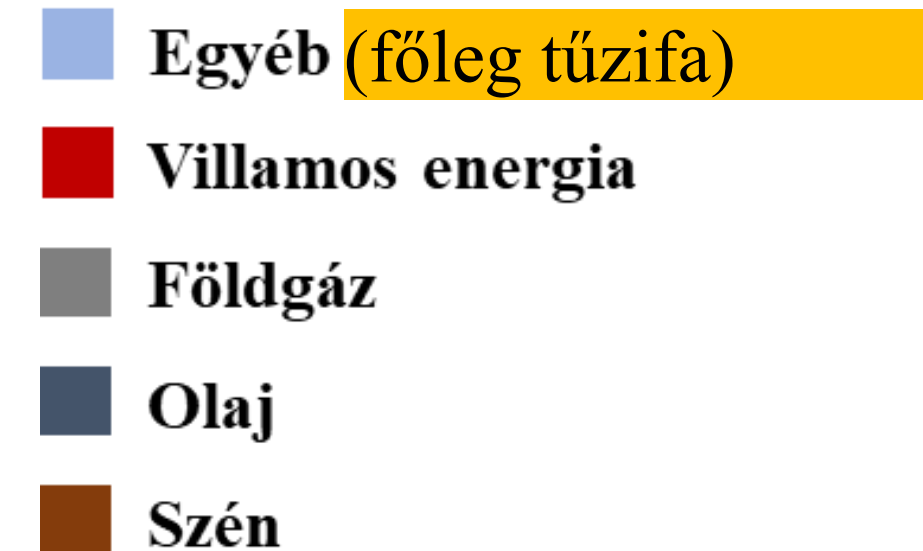 Egyéb (főleg tűzifa)
Villamos energia
Földgáz
Olaj
Szén